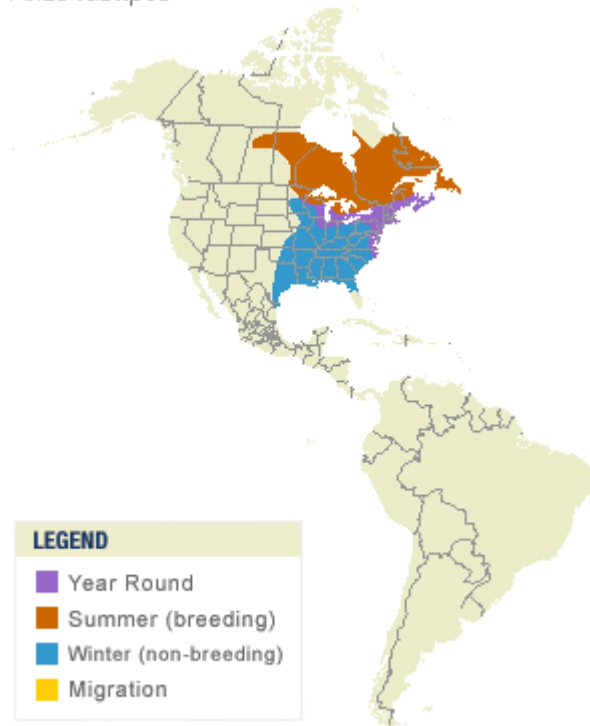 LEGEND
Year Round
Summer (breeding)
Winter (non-breeding)
Migration